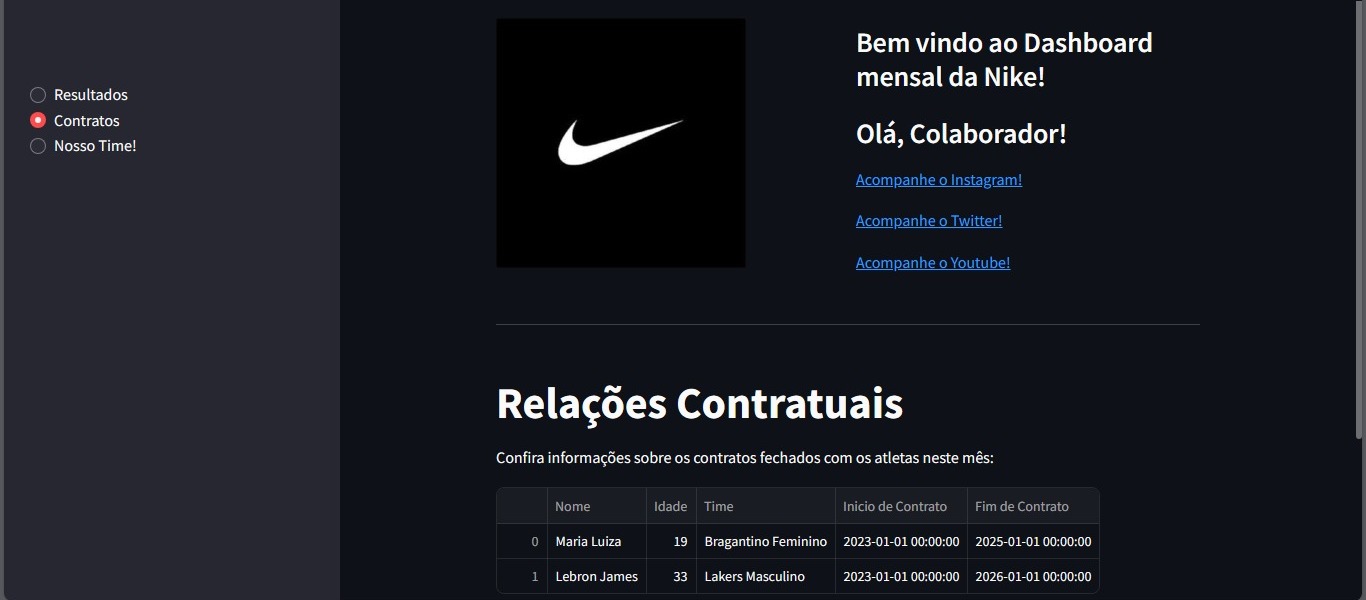 Resultados
Contratos
Nosso Time!
Bem vindo ao Dashboard
mensal da Nike!
Olá, Colaborador!
Acompanhe o Instagram!
Acompanhe o Twitter!
Acompanhe o Youtube!
Relações Contratuais
Confira informações sobre os contratos fechados com os atletas neste mês:
Nome Idade Time Inicio de Contrato Fim de Contrato
0 Maria Luiza 19 Bragantino Feminino 2023-01-01 00:00:00 2025-01-01 00:00:00
1 Lebron James 33 Lakers Masculino 2023-01-01 00:00:00 2026-01-01 00:00:00